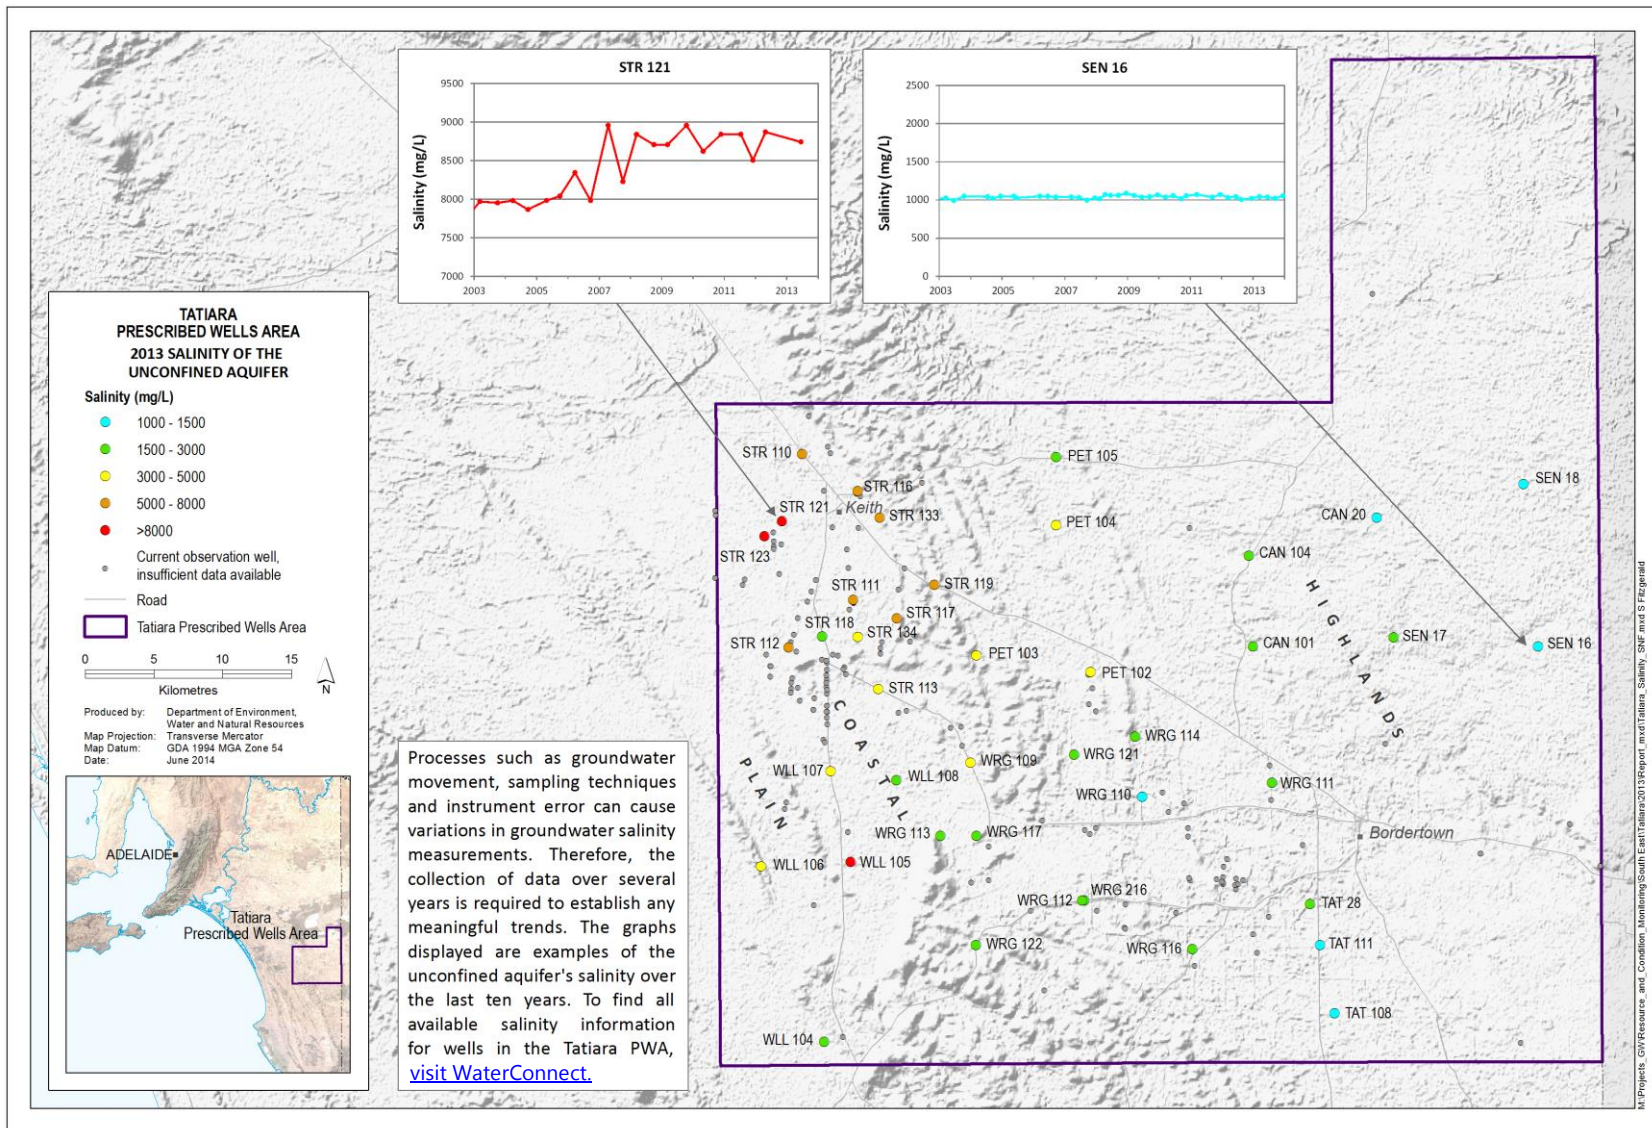 STR 121
9500
9000
8500
8000
7500
7000
Salinity (mg/L)
2003 2005 2007 2009 2011 2013
SEN 16
2500
2000
1500
1000
500
0
Salinity (mg/L)
2003 2005 2007 2009 2011 2013
TATIARA
PRESCRIBED WELLS AREA
2013 SALINITY OF THE
UNCONFINED AQUIFER
Salinity (mg/L)
1000 - 1500
1500 - 3000
3000 - 5000
5000 - 8000
>8000
Current observation well,
insufficient data available
Road
Tatiara Prescribed Wells Area
0 5 10 15
Kilometres
N
Produced by: Department of Environment,
Water and Natural Resources
Map Projection: Transverse Mercator
Map Datum: GDA 1994 MGA Zone 54
Date: June 2014
ADELAIDE
Tatiara
Prescribed Wells Area
Processes such as groundwater
movement, sampling techniques
and instrument error can cause
variations in groundwater salinity
measurements. Therefore, the
collection of data over several
years is required to establish any
meaningful trends. The graphs
displayed are examples of the
unconfined aquifer's salinity over
the last ten years. To find all
available salinity information
for wells in the Tatiara PWA,
visit WaterConnect.
STR 110
PET 105
STR 116
SEN 18
STR 121
Keith
STR 133
CAN 20
PET 104
STR 123
CAN 104
STR 119
STR 111
STR 117
STR 118
STR 134
SEN 17
STR 112
CAN 101
SEN 16
PET 103
PET 102
STR 113
HIGHLANDS
COASTAL
PLAIN
WRG 114
WRG 121
WRG 109
WLL 107
WLL 108
WRG 111
WRG 110
WRG 113
WRG 117
Bordertown
WLL 105
WLL 106
WRG 216
WRG 112
TAT 28
WRG 122
WRG 116
TAT 111
TAT 108
WLL 104